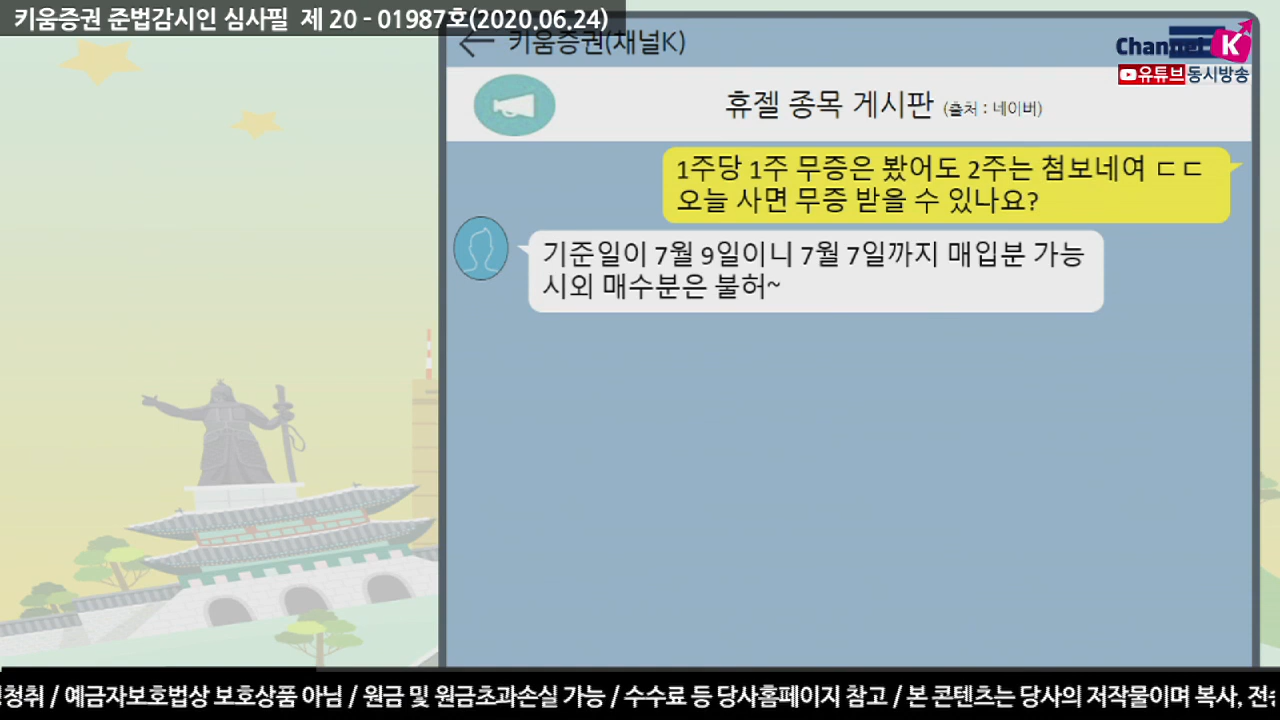 키움증권 준법감시인 심사필 제 20 - 01987호(2020.06.24)
키움증권(채널K)
Channel K
유튜브동시방송
휴젤 종목 게시판 (출처 : 네이버)
1주당 1주 무증은 봤어도 2주는 첨보네여 ㄷㄷ
오늘 사면 무증 받을 수 있나요?
기준일이 7월 9일이니 7월 7일까지 매입분 가능
시외 매수분은 불허~
청취 / 예금자보호법상 보호상품 아님 / 원금 및 원금초과손실 가능 / 수수료 등 당사홈페이지 참고 / 본 콘텐츠는 당사의 저작물이며 복사,